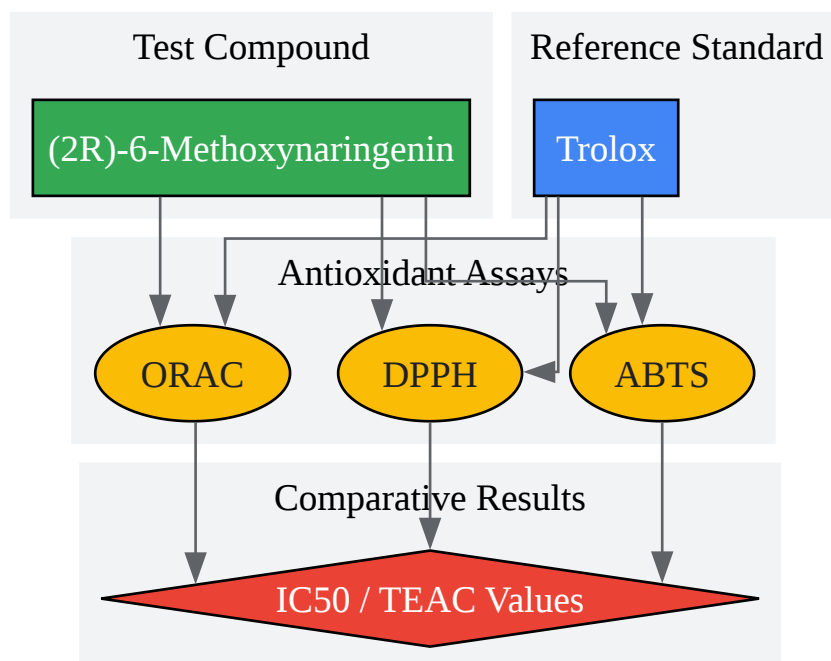 Test Compound
Reference Standard
(2R)-6-Methoxynaringenin
Trolox
Antioxidant Assays
ORAC
DPPH
ABTS
Comparative Results
IC50 / TEAC Values